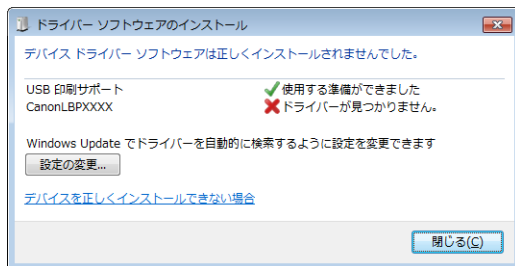 ドライバー ソフトウェアのインストール
デバイス ドライバー ソフトウェアは正しくインストールされませんでした。
USB 印刷サポート 使用する準備ができました
CanonLBPXXXX ドライバーが見つかりません。
Windows Update でドライバーを自動的に検索するように設定を変更できます
設定の変更...
デバイスを正しくインストールできない場合
閉じる(C)